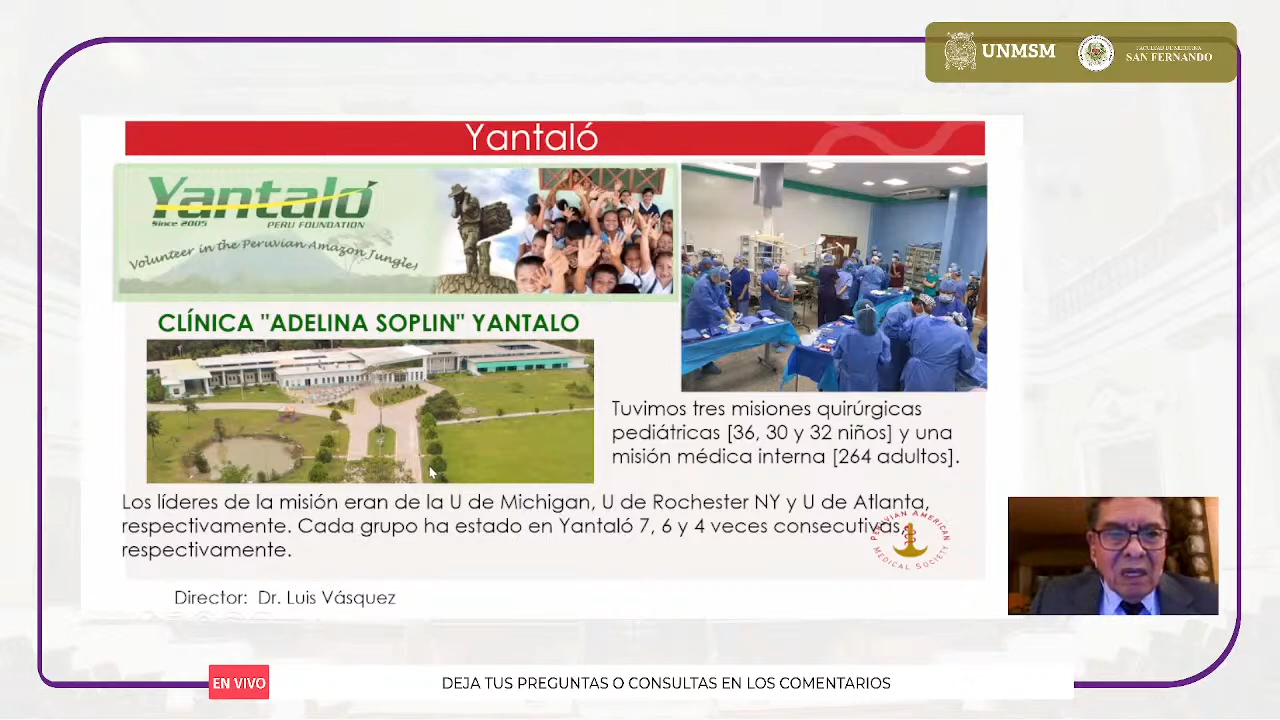 UNMSM
FACULTAD DE MEDICINA
SAN FERNANDO
Yantaló
Yantaló
Since 2005
PERU FOUNDATION
Volunteer in the Peruvian Amazon Jungle!
CLÍNICA "ADELINA SOPLIN" YANTALO
Tuvimos tres misiones quirúrgicas
pediátricas [36, 30 y 32 niños] y una
misión médica interna [264 adultos].
Los líderes de la misión eran de la U de Michigan, U de Rochester NY y U de Atlanta,
respectivamente. Cada grupo ha estado en Yantaló 7, 6 y 4 veces consecutivas,
respectivamente.
PERUVIAN AMERICAN
MEDICAL SOCIETY
Director: Dr. Luis Vásquez
EN VIVO
DEJA TUS PREGUNTAS O CONSULTAS EN LOS COMENTARIOS